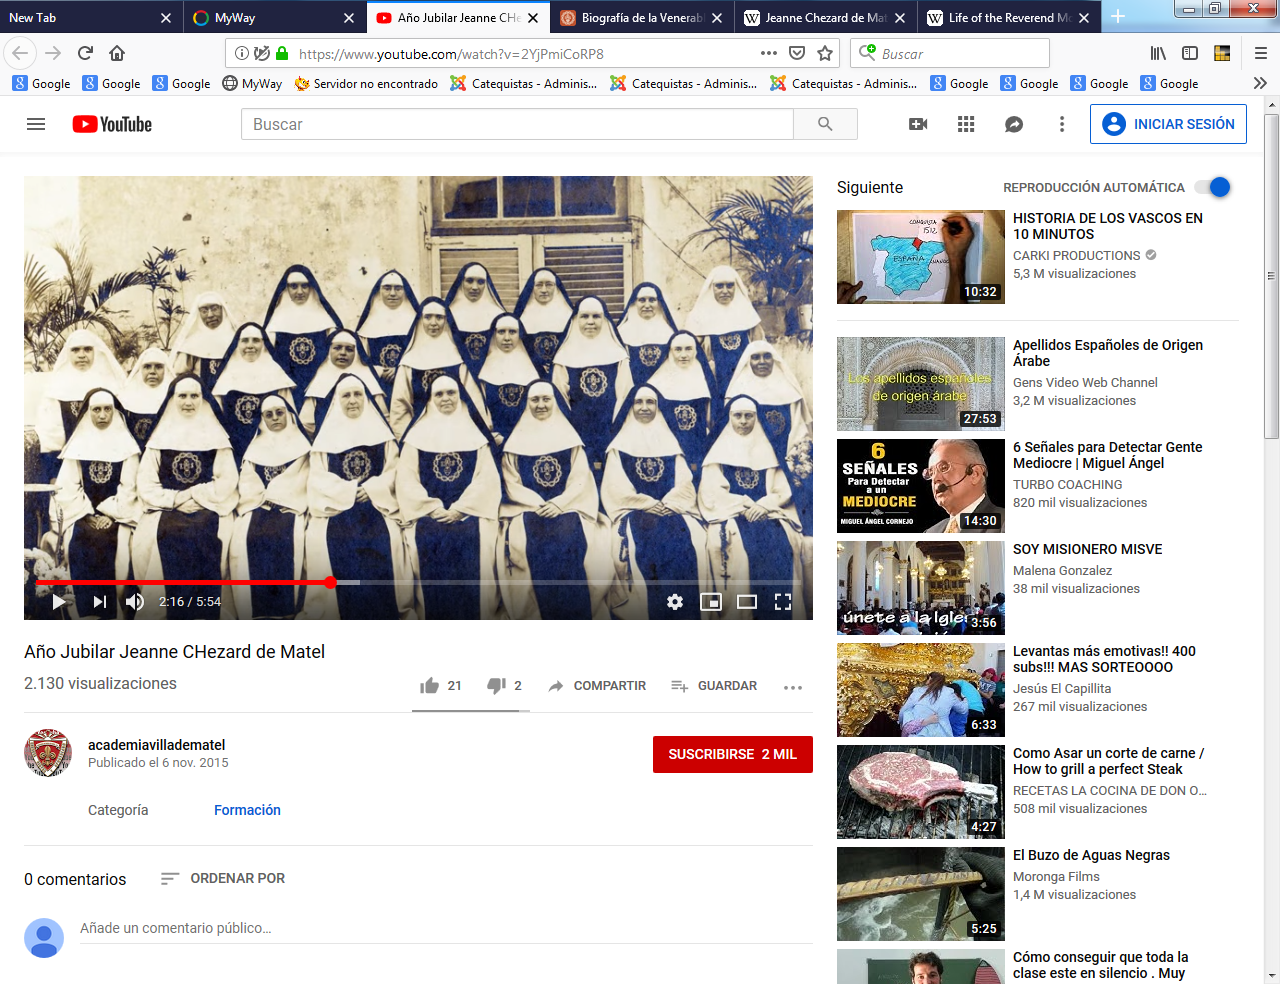 New Tab
MyWay
Año Jubilar Jeanne CHe
Biografía de la Venerabl
Jeanne Chezard de Mat
Life of the Reverend Mo
https://www.youtube.com/watch?v=2YjPmiCoRP8
Buscar
Google
Google
Google
MyWay
Servidor no encontrado
Catequistas - Adminis...
Catequistas - Adminis...
Catequistas - Adminis...
Google
Google
Google
Google
YouTube
Buscar
INICIAR SESIÓN
2:16 / 5:54
Año Jubilar Jeanne CHezard de Matel
2.130 visualizaciones
21
2
COMPARTIR
GUARDAR
academiavilladematel
Publicado el 6 nov. 2015
SUSCRIBIRSE 2 MIL
Categoría
Formación
0 comentarios
ORDENAR POR
Añade un comentario público...
Siguiente
REPRODUCCIÓN AUTOMÁTICA
CONQUISTA
1512
ESPAÑA
10:32
HISTORIA DE LOS VASCOS EN
10 MINUTOS
CARKI PRODUCTIONS
5,3 M visualizaciones
Los apellidos españoles
de origen árabe
27:53
Apellidos Españoles de Origen
Árabe
Gens Video Web Channel
3,2 M visualizaciones
6
SEÑALES
Para Detectar
a un
MEDIOCRE
MIGUEL ÁNGEL CORNEJO
14:30
6 Señales para Detectar Gente
Mediocre | Miguel Ángel
TURBO COACHING
820 mil visualizaciones
únete a la Igle
3:56
SOY MISIONERO MISVE
Malena Gonzalez
38 mil visualizaciones
6:33
Levantas más emotivas!! 400
subs!!! MAS SORTEOOOO
Jesús El Capillita
267 mil visualizaciones
4:27
Como Asar un corte de carne /
How to grill a perfect Steak
RECETAS LA COCINA DE DON O...
508 mil visualizaciones
5:25
El Buzo de Aguas Negras
Moronga Films
1,4 M visualizaciones
Cómo conseguir que toda la
clase este en silencio . Muy